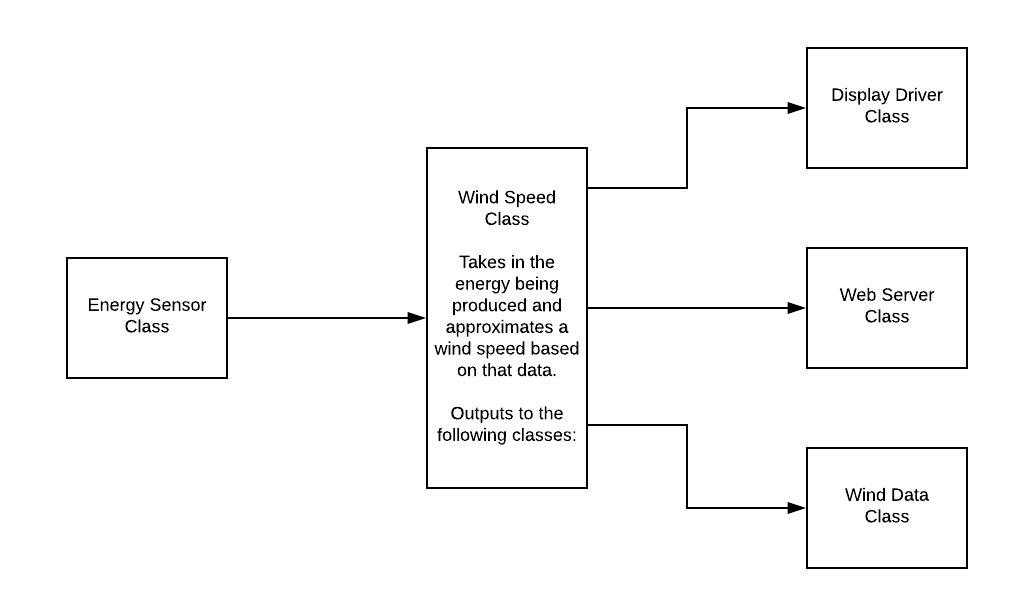 Energy Sensor
Class
Wind Speed
Class
Takes in the
energy being
produced and
approximates a
wind speed based
on that data.
Outputs to the
following classes:
Display Driver
Class
Web Server
Class
Wind Data
Class